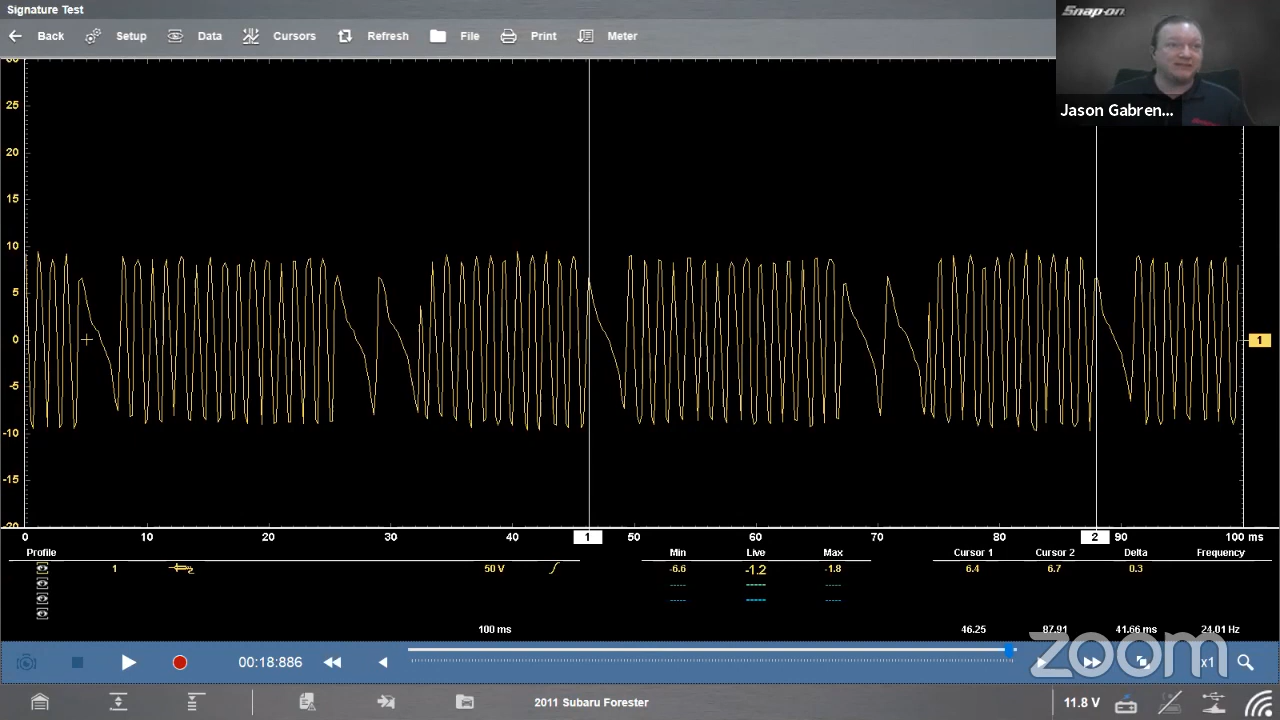 Signature Test
Back Setup Data Cursors Refresh File Print Meter
Snap-on
Jason Gabren...
30
25
20
15
10
5
0
-5
-10
-15
-20
1
0 10 20 30 40 1 50 60 70 80 2 90 100 ms
Profile Min Live Max Cursor 1 Cursor 2 Delta Frequency
1 2 50 V -6.6 -1.2 -1.8 6.4 6.7 0.3
----- ----- -----
----- ----- -----
100 ms 46.25 87.91 41.66 ms 24.01 Hz
00:18:886 x1
zoom
2011 Subaru Forester 11.8 V